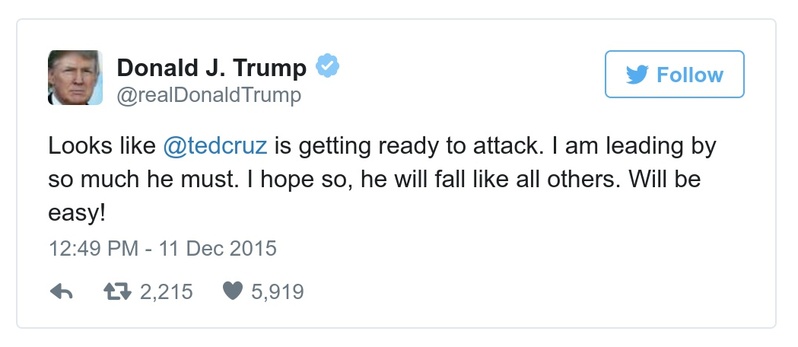 Donald J. Trump
@realDonaldTrump
Follow
Looks like @tedcruz is getting ready to attack. I am leading by
so much he must. I hope so, he will fall like all others. Will be
easy!
12:49 PM - 11 Dec 2015
2,215 5,919